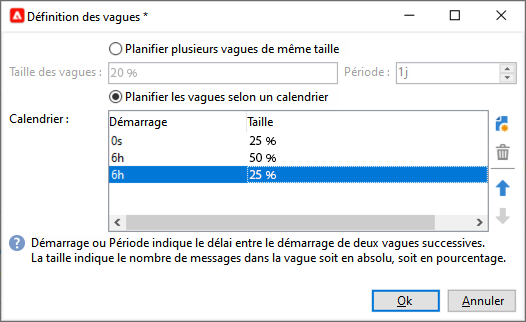 Définition des vagues *
Planifier plusieurs vagues de même taille
Taille des vagues : 20 % Période : 1j
Planifier les vagues selon un calendrier
Calendrier :
Démarrage Taille
0s 25 %
6h 50 %
6h 25 %
Démarrage ou Période indique le délai entre le démarrage de deux vagues successives.
La taille indique le nombre de messages dans la vague soit en absolu, soit en pourcentage.
Ok Annuler